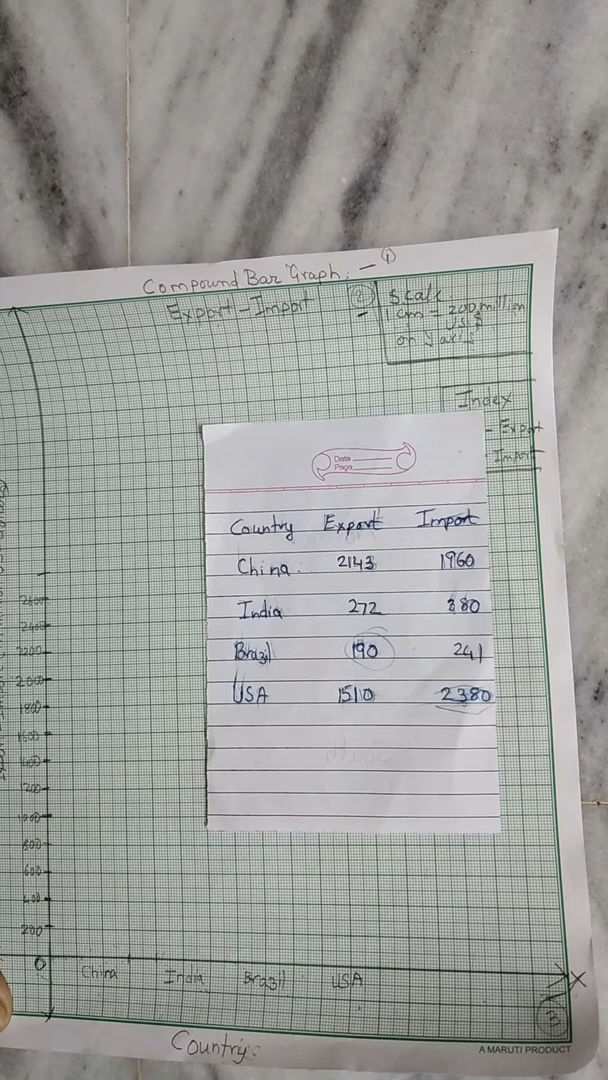 Compound Bar Graph. - ①
Export - Import
②
Scale.
1 cm = 200 million
US $
on y axis
Index
- Export
- Import
Date
Page
Country Export Import
China. 2143 1960
India 272 380
Brazil 190 241
USA 1510 2380
2600
2400
2200
2000
1800
1600
1400
1200
1000
800
600
400
200
0
China India Brazil USA X
③
Country:
A MARUTI PRODUCT